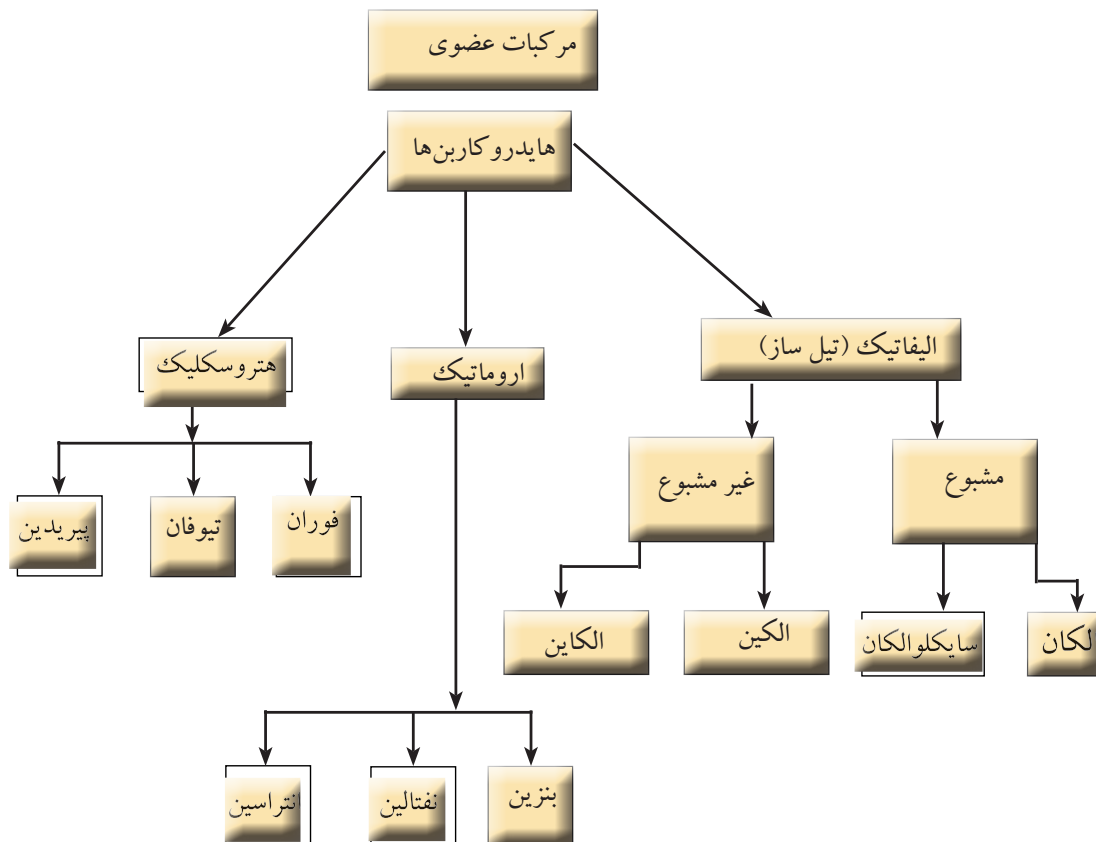 مرکبات عضوی
هایدروکاربن‌ها
الیفاتیک (تیل ساز)
اروماتیک
هتروسکلیک
مشبوع
غیر مشبوع
فوران
تیوفان
پیریدین
لکان
سایکلوالکان
الکین
الکاین
بنزین
نفتالین
نتراسین